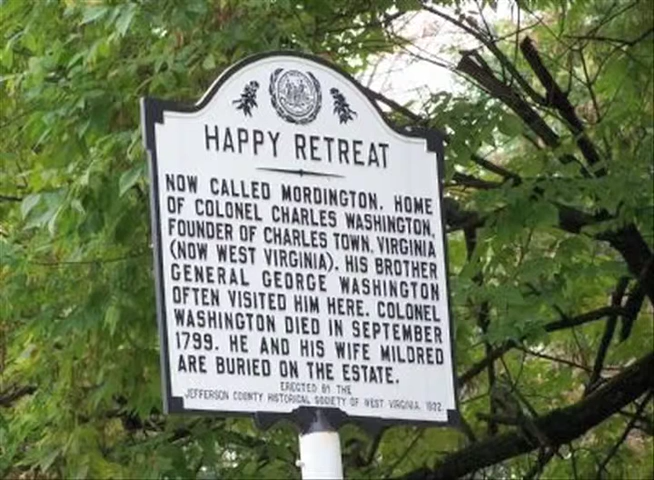 HAPPY RETREAT
NOW CALLED MORDINGTON. HOME
OF COLONEL CHARLES WASHINGTON,
FOUNDER OF CHARLES TOWN, VIRGINIA
(NOW WEST VIRGINIA). HIS BROTHER
GENERAL GEORGE WASHINGTON
OFTEN VISITED HIM HERE. COLONEL
WASHINGTON DIED IN SEPTEMBER
1799. HE AND HIS WIFE MILDRED
ARE BURIED ON THE ESTATE.
ERECTED BY THE
JEFFERSON COUNTY HISTORICAL SOCIETY OF WEST VIRGINIA,